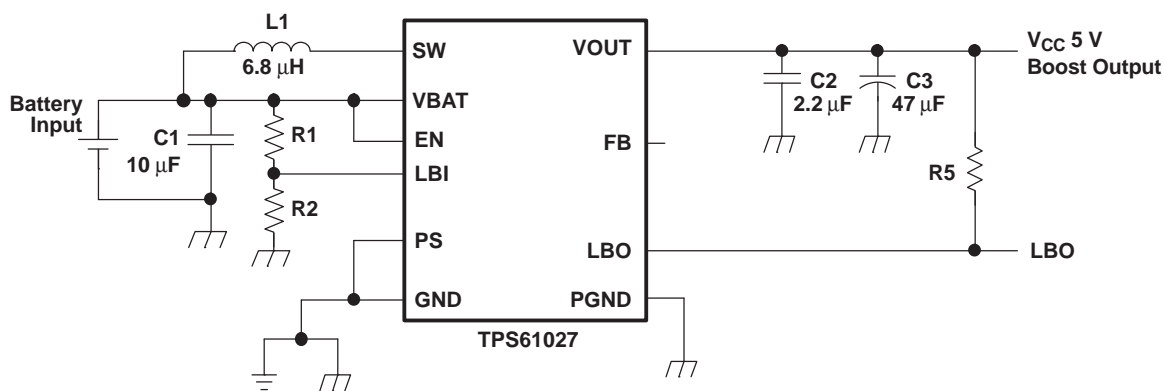 L1
6.8 μH
Battery
Input
C1
10 μF
R1
R2
SW
VBAT
EN
LBI
PS
GND
VOUT
FB
LBO
PGND
TPS61027
C2
2.2 μF
C3
47 μF
R5
V_CC 5 V
Boost Output
LBO